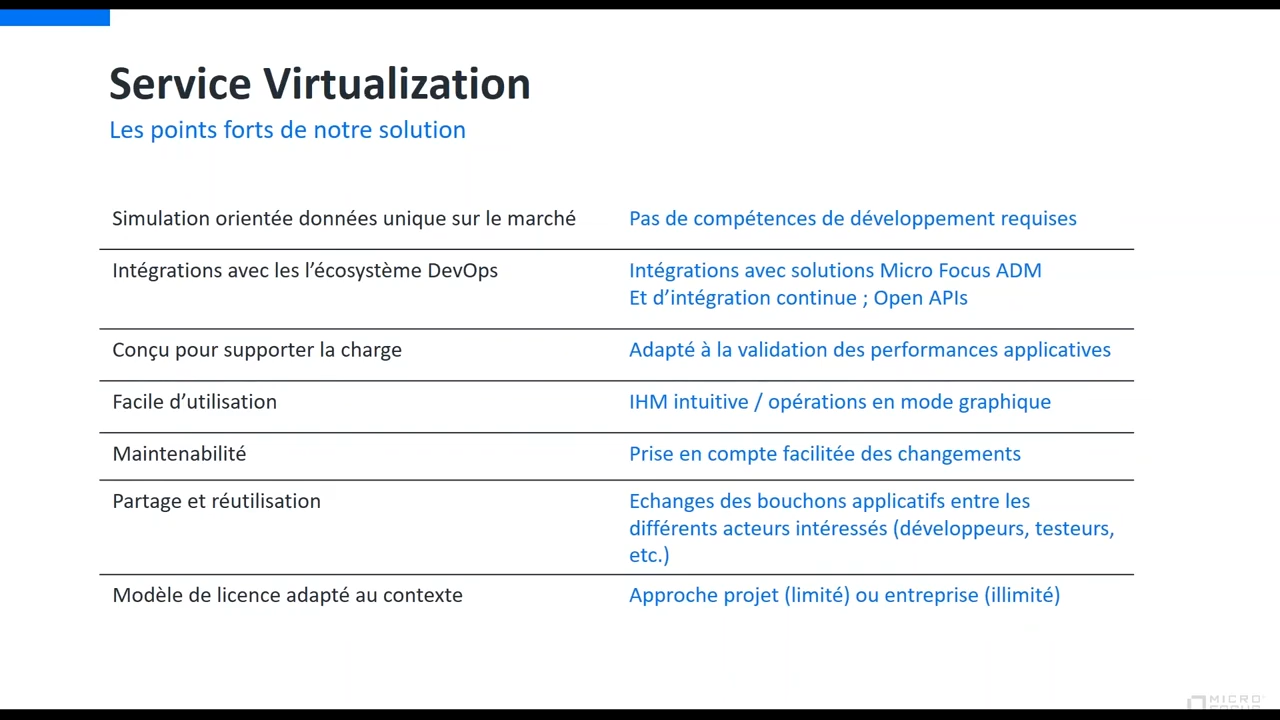 Service Virtualization
Les points forts de notre solution
Simulation orientée données unique sur le marché
Pas de compétences de développement requises
Intégrations avec les l’écosystème DevOps
Intégrations avec solutions Micro Focus ADM
Et d’intégration continue ; Open APIs
Conçu pour supporter la charge
Adapté à la validation des performances applicatives
Facile d’utilisation
IHM intuitive / opérations en mode graphique
Maintenabilité
Prise en compte facilitée des changements
Partage et réutilisation
Echanges des bouchons applicatifs entre les
différents acteurs intéressés (développeurs, testeurs,
etc.)
Modèle de licence adapté au contexte
Approche projet (limité) ou entreprise (illimité)
MICRO
FOCUS